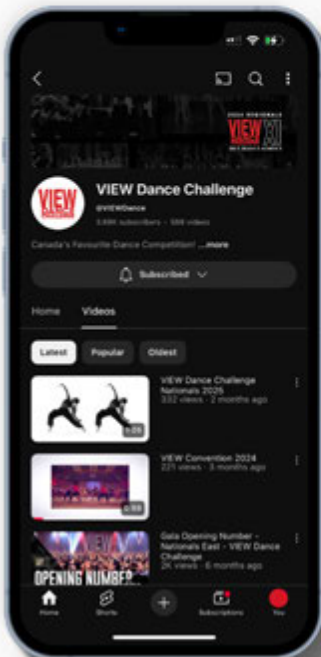 VIEW
VIEW
VIEW Dance Challenge
@VIEWDance
Canada's Favourite Dance Competition! ...more
Subscribed
Home Videos
Latest Popular Oldest
VIEW Dance Challenge
Nationals 2025
332 views · 2 months ago
VIEW Convention 2024
221 views · 3 months ago
Gala Opening Number -
Nationals East - VIEW Dance
Challenge
2K views · 6 months ago
OPENING NUMBER
Home Shorts Subscriptions You